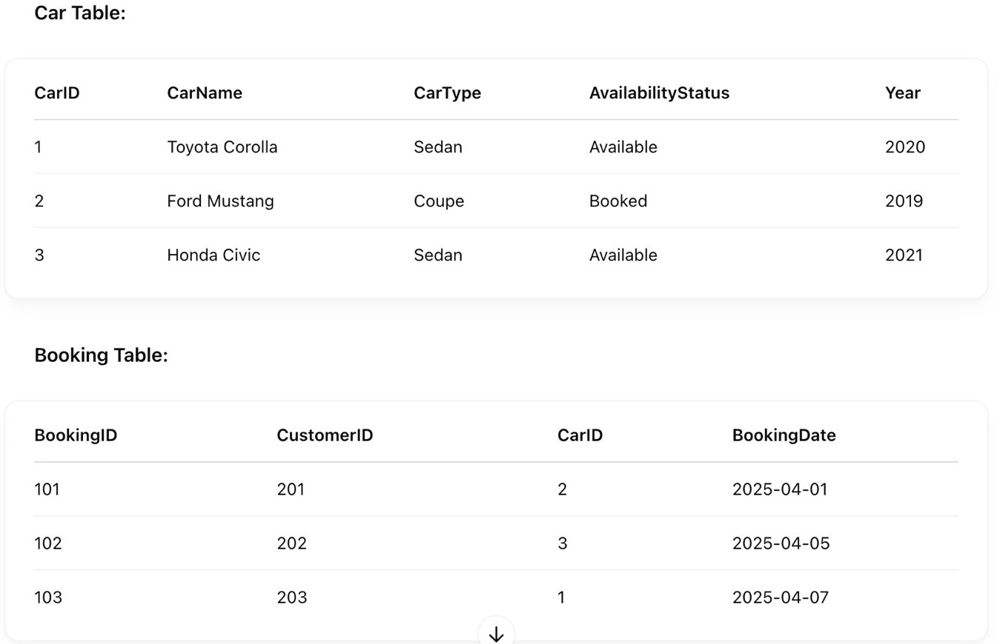 Car Table:
CarID CarName CarType AvailabilityStatus Year
1 Toyota Corolla Sedan Available 2020
2 Ford Mustang Coupe Booked 2019
3 Honda Civic Sedan Available 2021
Booking Table:
BookingID CustomerID CarID BookingDate
101 201 2 2025-04-01
102 202 3 2025-04-05
103 203 1 2025-04-07